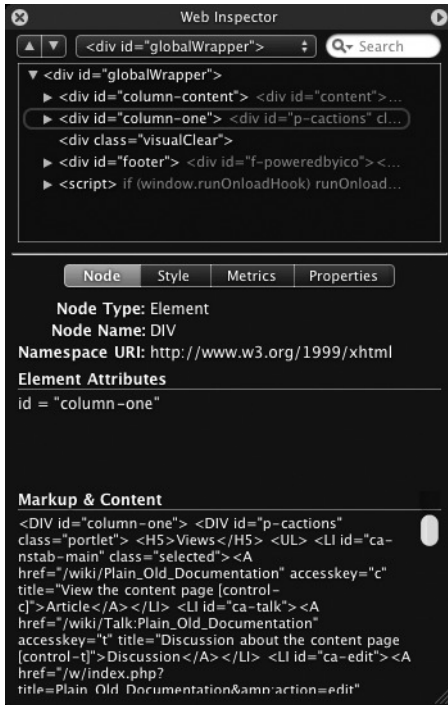 Web Inspector
<div id="globalWrapper">
Search
<div id="globalWrapper">
<div id="column-content"> <div id="content">...
<div id="column-one"> <div id="p-cactions" cl...
<div class="visualClear">
<div id="footer"> <div id="f-poweredbyico"><...
<script> if (window.runOnloadHook) runOnload...
Node Style Metrics Properties
Node Type: Element
Node Name: DIV
Namespace URI: http://www.w3.org/1999/xhtml
Element Attributes
id = "column-one"
Markup & Content
<DIV id="column-one"> <DIV id="p-cactions"
class="portlet"> <H5>Views</H5> <UL> <LI id="ca-
nstab-main" class="selected"><A
href="/wiki/Plain_Old_Documentation" accesskey="c"
title="View the content page [control-
c]">Article</A></LI> <LI id="ca-talk"><A
href="/wiki/Talk:Plain_Old_Documentation"
accesskey="t" title="Discussion about the content page
[control-t]">Discussion</A></LI> <LI id="ca-edit"><A
href="/w/index.php?
title=Plain_Old_Documentation&amp;action=edit"